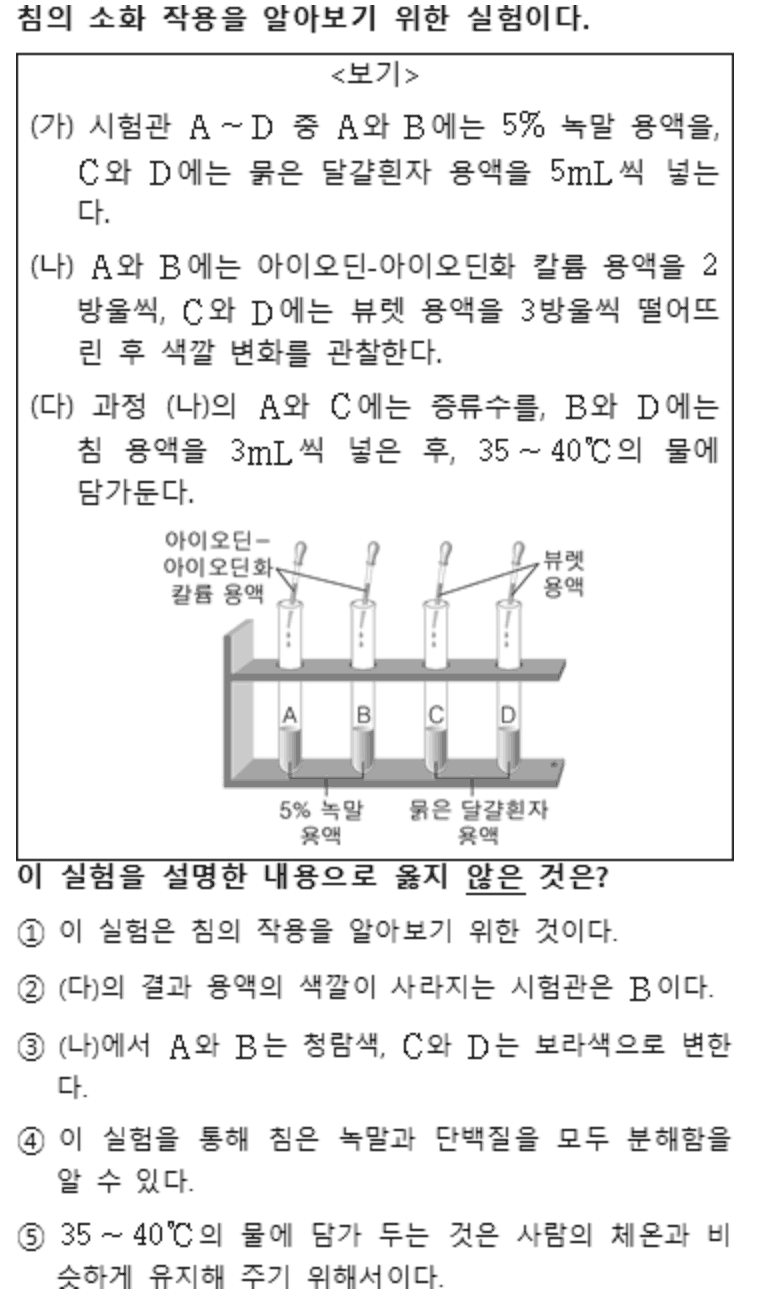 침의 소화 작용을 알아보기 위한 실험이다.
<보기>
(가) 시험관 A ~ D 중 A와 B에는 5% 녹말 용액을,
C와 D에는 묽은 달걀흰자 용액을 5mL씩 넣는
다.
(나) A와 B에는 아이오딘-아이오딘화 칼륨 용액을 2
방울씩, C와 D에는 뷰렛 용액을 3방울씩 떨어뜨
린 후 색깔 변화를 관찰한다.
(다) 과정 (나)의 A와 C에는 증류수를, B와 D에는
침 용액을 3mL씩 넣은 후, 35 ~ 40℃의 물에
담가둔다.
아이오딘-
아이오딘화
칼륨 용액
뷰렛
용액
A B C D
5% 녹말
용액
묽은 달걀흰자
용액
이 실험을 설명한 내용으로 옳지 않은 것은?
① 이 실험은 침의 작용을 알아보기 위한 것이다.
② (다)의 결과 용액의 색깔이 사라지는 시험관은 B이다.
③ (나)에서 A와 B는 청람색, C와 D는 보라색으로 변한
다.
④ 이 실험을 통해 침은 녹말과 단백질을 모두 분해함을
알 수 있다.
⑤ 35 ~ 40℃의 물에 담가 두는 것은 사람의 체온과 비
슷하게 유지해 주기 위해서이다.